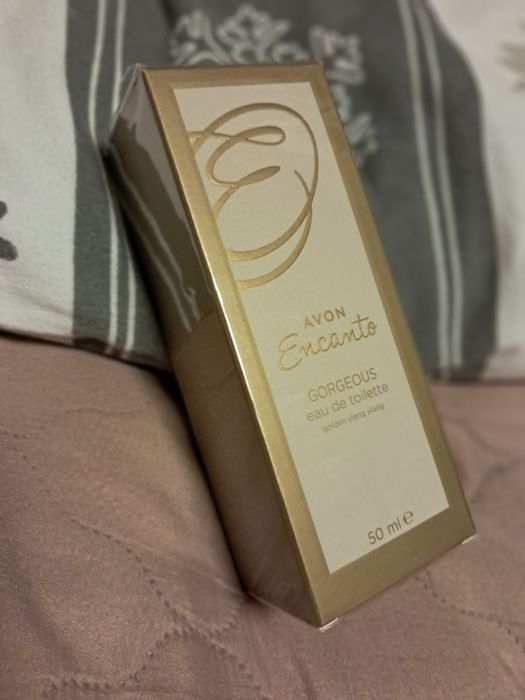 AVON
Encanto
GORGEOUS
eau de toilette
golden ylang ylang
50 ml ℮